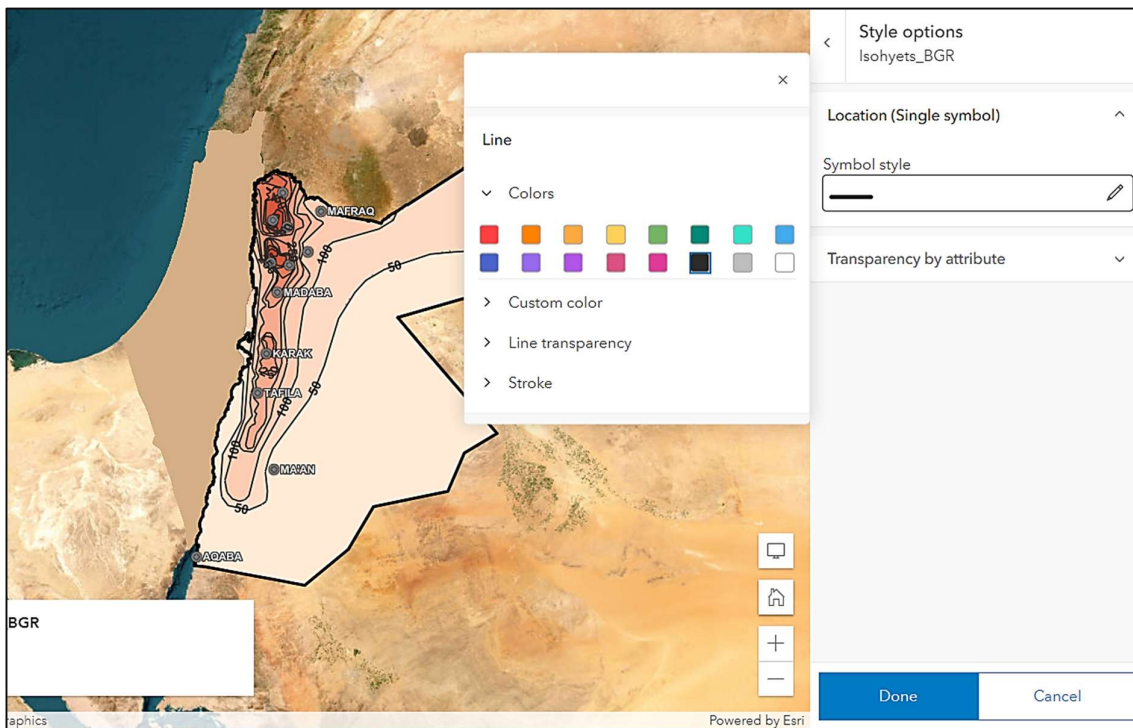 Style options
Isohyets_BGR
Location (Single symbol)
Symbol style
Transparency by attribute
Done
Cancel
Line
Colors
Custom color
Line transparency
Stroke
MAFRAQ
100
50
MADABA
KARAK
50
TAFILA
100
100
MA'AN
50
AQABA
BGR
raphics
Powered by Esri